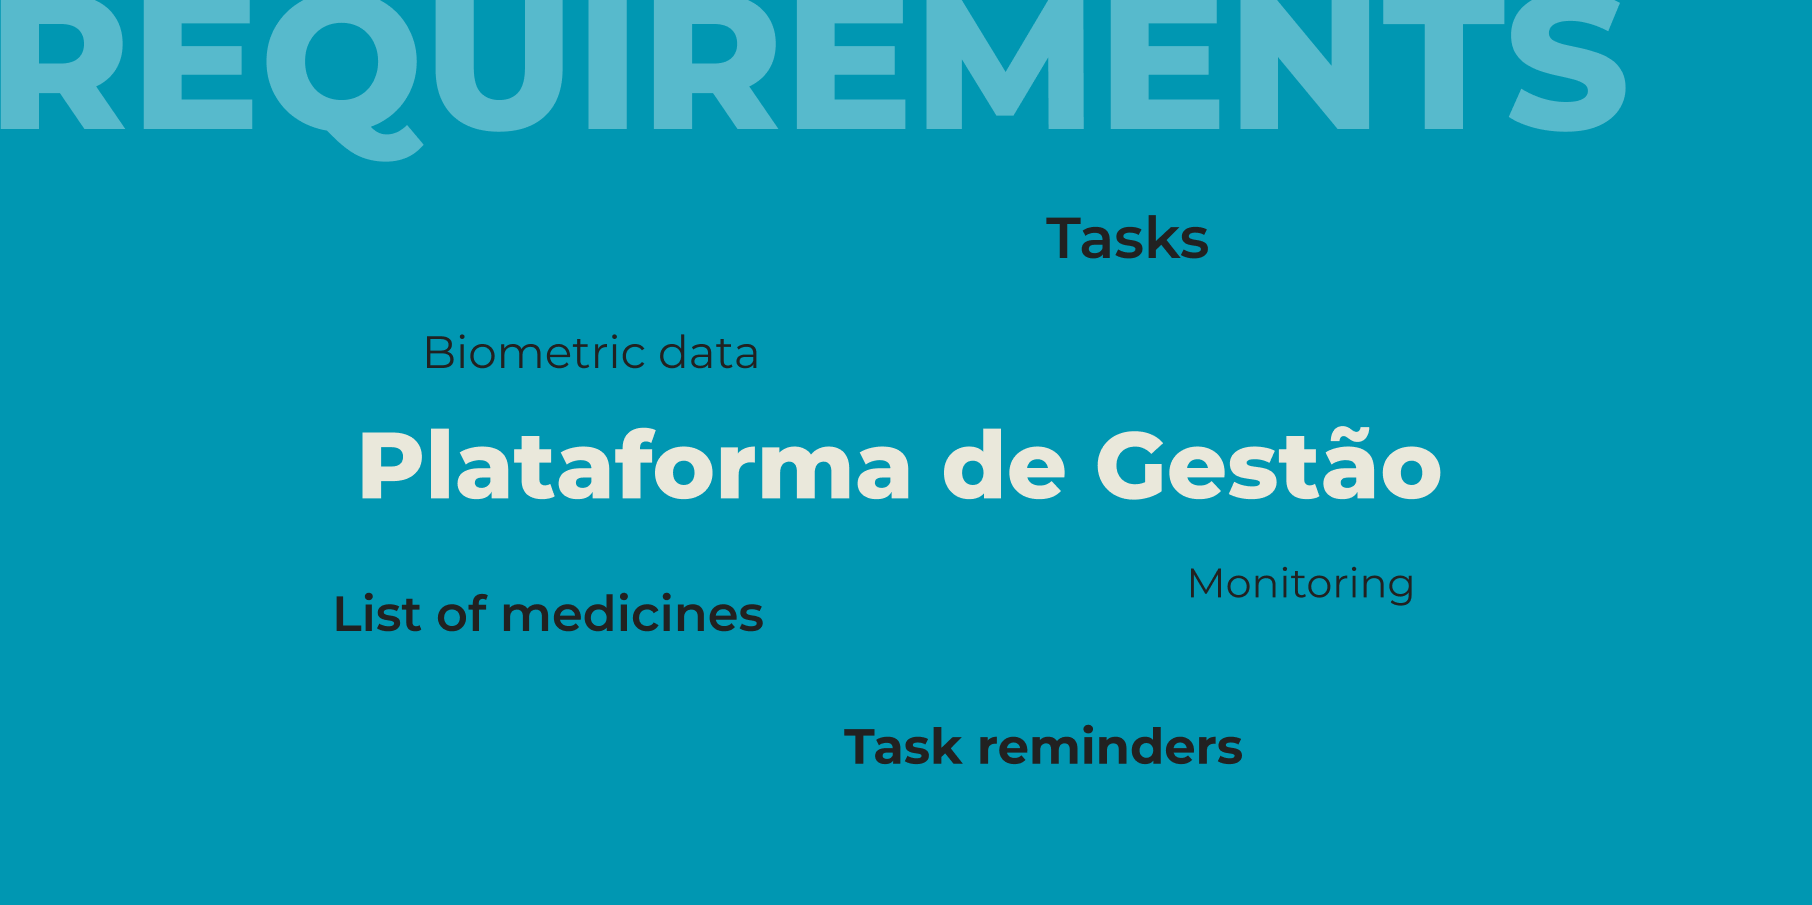 REQUIREMENTS
Tasks
Biometric data
Plataforma de Gestão
Monitoring
List of medicines
Task reminders